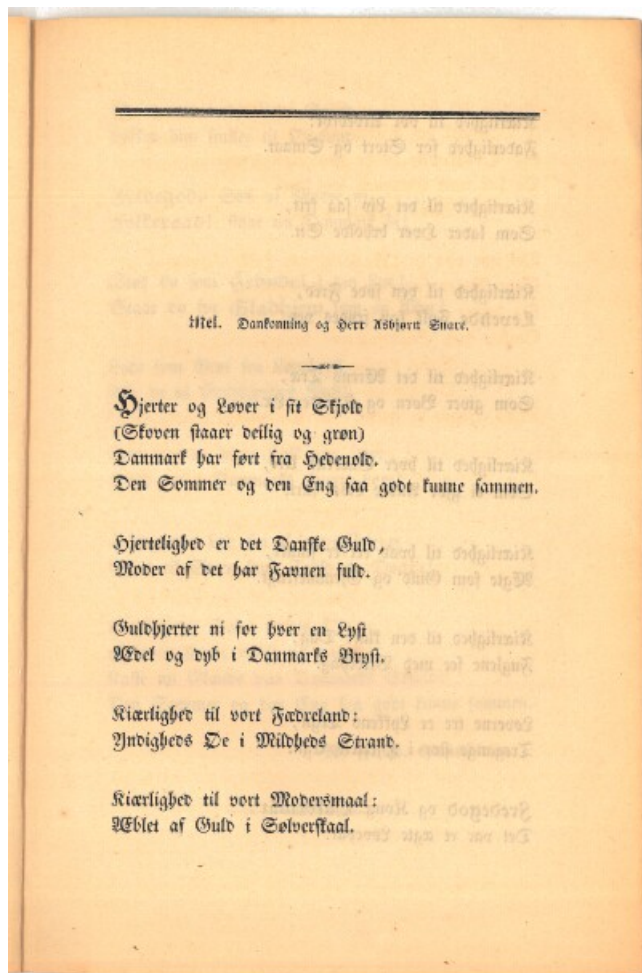 Mel. Dankonning og Herr Asbjørn Snare.
Hjerter og Løver i sit Skjold
(Skoven staaer deilig og grøn)
Danmark har ført fra Hedenold.
Den Sommer og den Eng saa godt kunne sammen.
Hjertelighed er det Danske Guld,
Moder af det har Favnen fuld.
Guldhjerter ni for hver en Lyst
Ædel og dyb i Danmarks Bryst.
Kiærlighed til vort Fædreland:
Yndigheds Øe i Mildheds Strand.
Kiærlighed til vort Modersmaal:
Æblet af Guld i Sølverskaal.